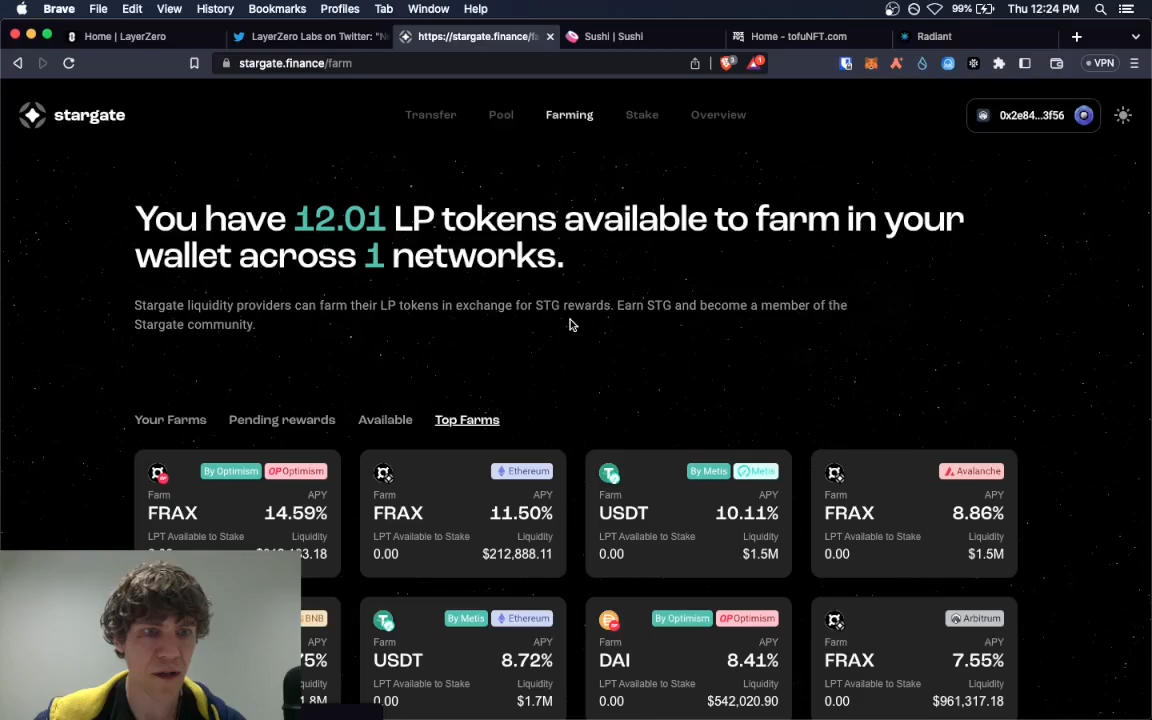 Brave File Edit View History Bookmarks Profiles Tab Window Help 99% Thu 12:24 PM
Home | LayerZero
LayerZero Labs on Twitter: "N
https://stargate.finance/fa
Sushi | Sushi
Home - tofuNFT.com
Radiant
stargate.finance/farm
3
1
VPN
stargate
Transfer Pool Farming Stake Overview
0x2e84...3f56
You have 12.01 LP tokens available to farm in your
wallet across 1 networks.
Stargate liquidity providers can farm their LP tokens in exchange for STG rewards. Earn STG and become a member of the
Stargate community.
Your Farms Pending rewards Available Top Farms
By Optimism OP Optimism
Farm APY
FRAX 14.59%
LPT Available to Stake Liquidity
Ethereum
Farm APY
FRAX 11.50%
LPT Available to Stake Liquidity
0.00 $212,888.11
By Metis Metis
Farm APY
USDT 10.11%
LPT Available to Stake Liquidity
0.00 $1.5M
Avalanche
Farm APY
FRAX 8.86%
LPT Available to Stake Liquidity
0.00 $1.5M
BNB
APY
75%
Liquidity
1.8M
By Metis Ethereum
Farm APY
USDT 8.72%
LPT Available to Stake Liquidity
0.00 $1.7M
By Optimism OP Optimism
Farm APY
DAI 8.41%
LPT Available to Stake Liquidity
0.00 $542,020.90
Arbitrum
Farm APY
FRAX 7.55%
LPT Available to Stake Liquidity
0.00 $961,317.18